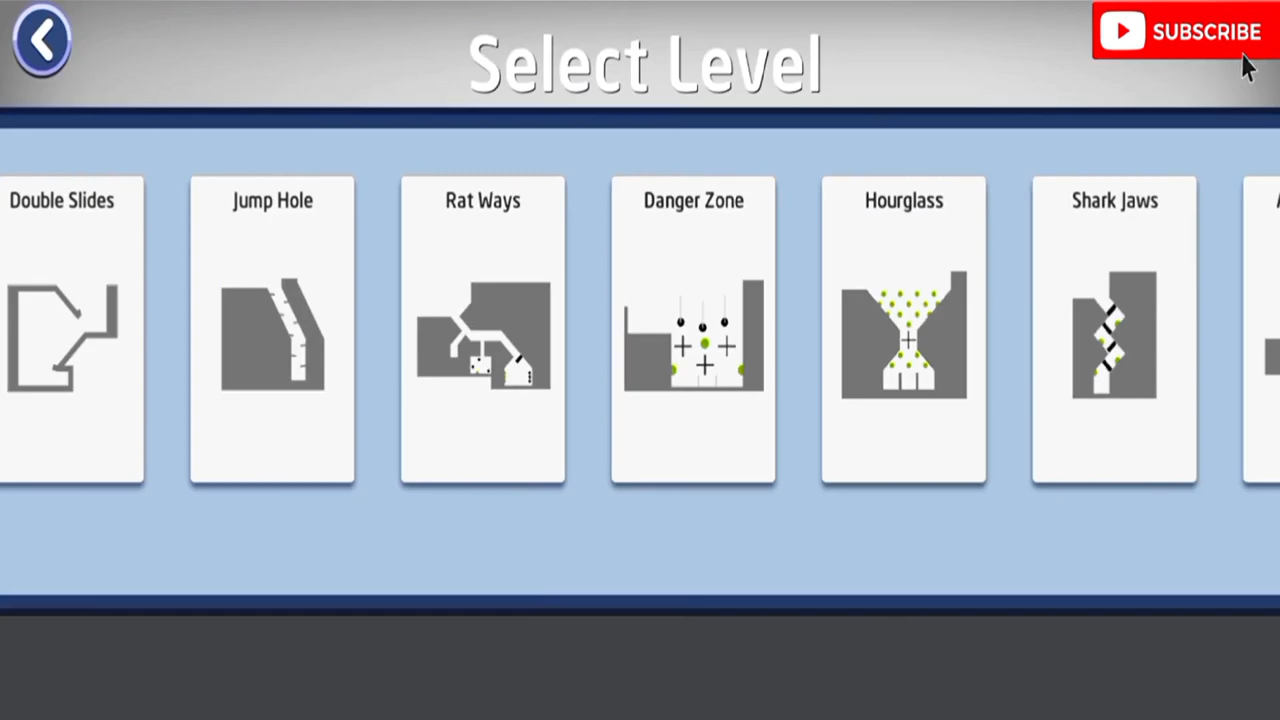 Select Level
SUBSCRIBE
Double Slides
Jump Hole
Rat Ways
Danger Zone
Hourglass
Shark Jaws